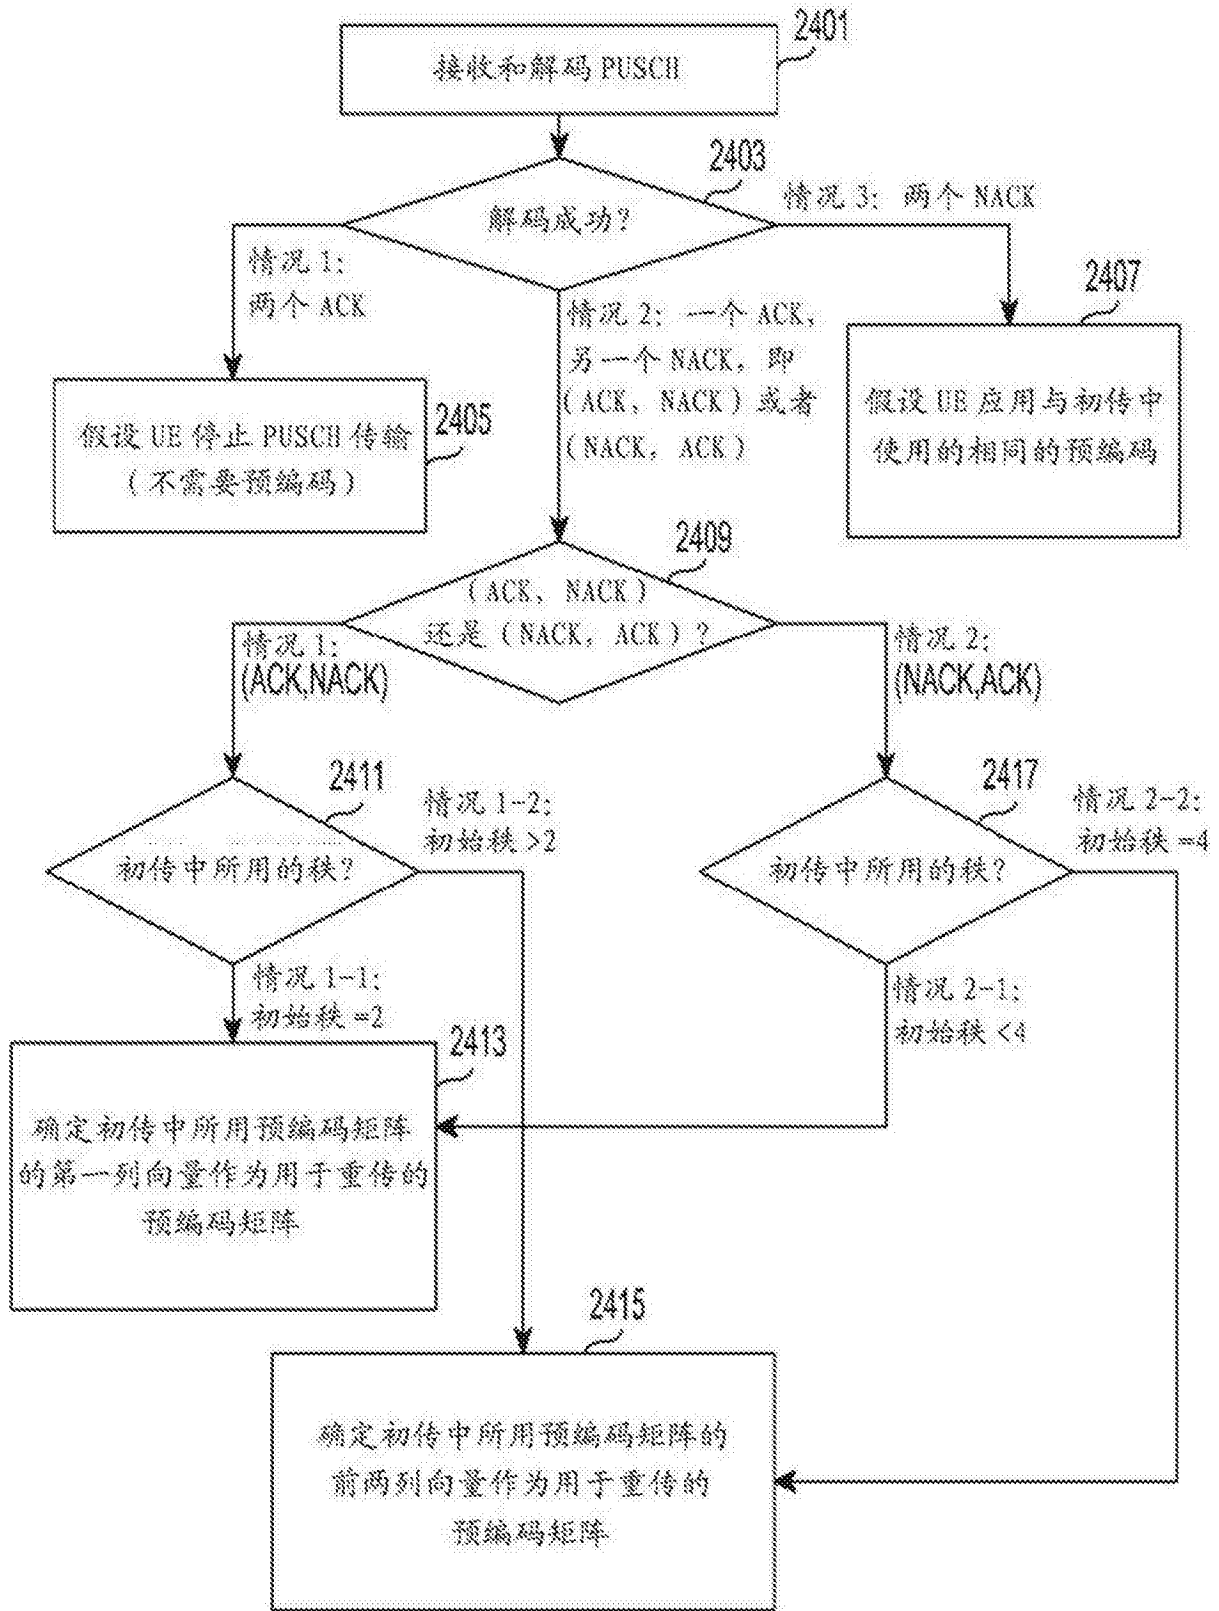 2401
接收和解码 PUSCH
2403
解码成功？
情况 3：两个 NACK
情况 1：
两个 ACK
2407
情况 2：一个 ACK，
另一个 NACK，即
（ACK，NACK）或者
（NACK，ACK）
2405
假设 UE 停止 PUSCH 传输
（不需要预编码）
假设 UE 应用与初传中
使用的相同的预编码
2409
（ACK，NACK）
还是（NACK，ACK）？
情况 1：
(ACK,NACK)
情况 2：
(NACK,ACK)
2411
初传中所用的秩？
情况 1-2：
初始秩 >2
2417
初传中所用的秩？
情况 2-2：
初始秩 =4
情况 1-1：
初始秩 =2
情况 2-1：
初始秩 <4
2413
确定初传中所用预编码矩阵
的第一列向量作为用于重传的
预编码矩阵
2415
确定初传中所用预编码矩阵的
前两列向量作为用于重传的
预编码矩阵